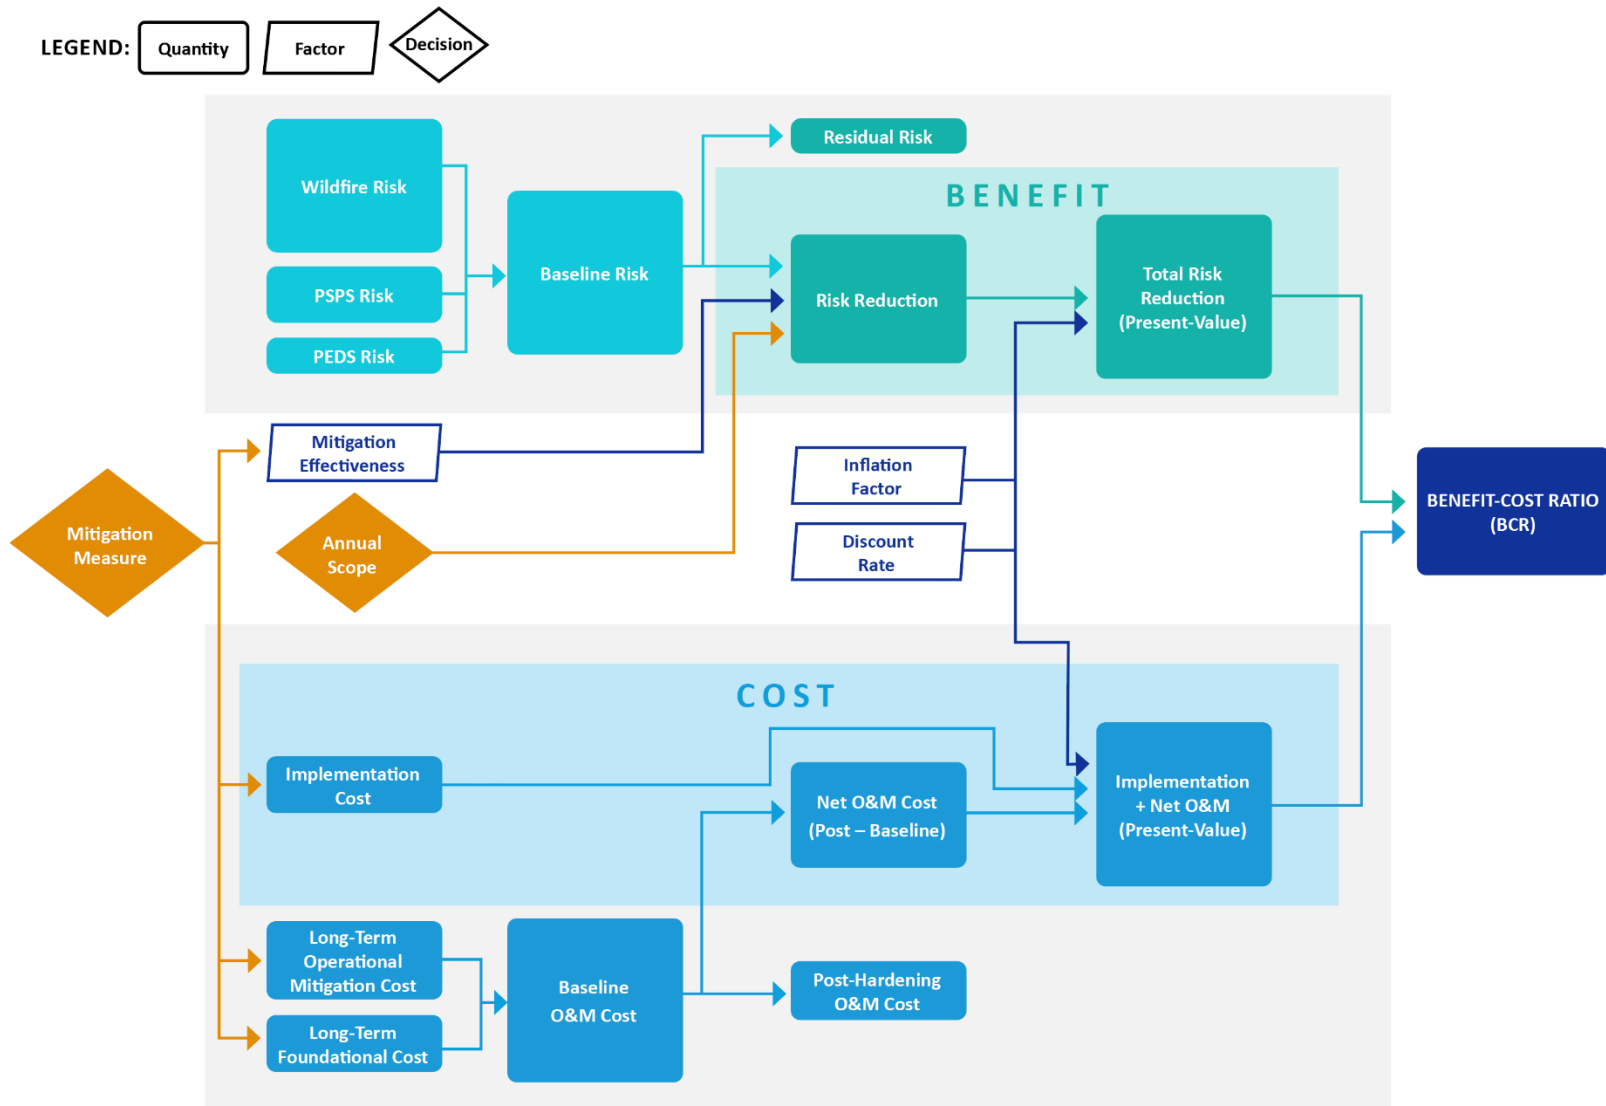 LEGEND:
Quantity
Factor
Decision
Wildfire Risk
PSPS Risk
PEDS Risk
Baseline Risk
Residual Risk
BENEFIT
Risk Reduction
Total Risk
Reduction
(Present-Value)
Mitigation
Effectiveness
Mitigation
Measure
Annual
Scope
Inflation
Factor
Discount
Rate
BENEFIT-COST RATIO
(BCR)
COST
Implementation
Cost
Net O&M Cost
(Post – Baseline)
Implementation
+ Net O&M
(Present-Value)
Long-Term
Operational
Mitigation Cost
Long-Term
Foundational Cost
Baseline
O&M Cost
Post-Hardening
O&M Cost